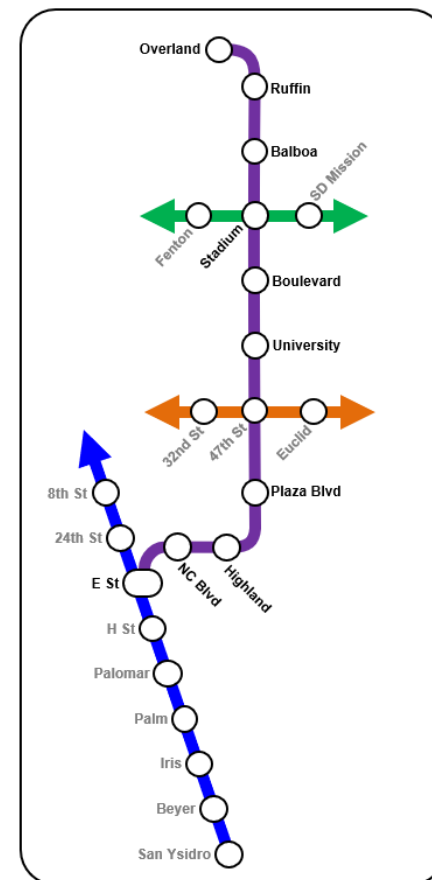 Overland
Ruffin
Balboa
SD Mission
Fenton
Stadium
Boulevard
University
32nd St
47th St
Euclid
Plaza Blvd
8th St
24th St
NC Blvd
Highland
E St
H St
Palomar
Palm
Iris
Beyer
San Ysidro